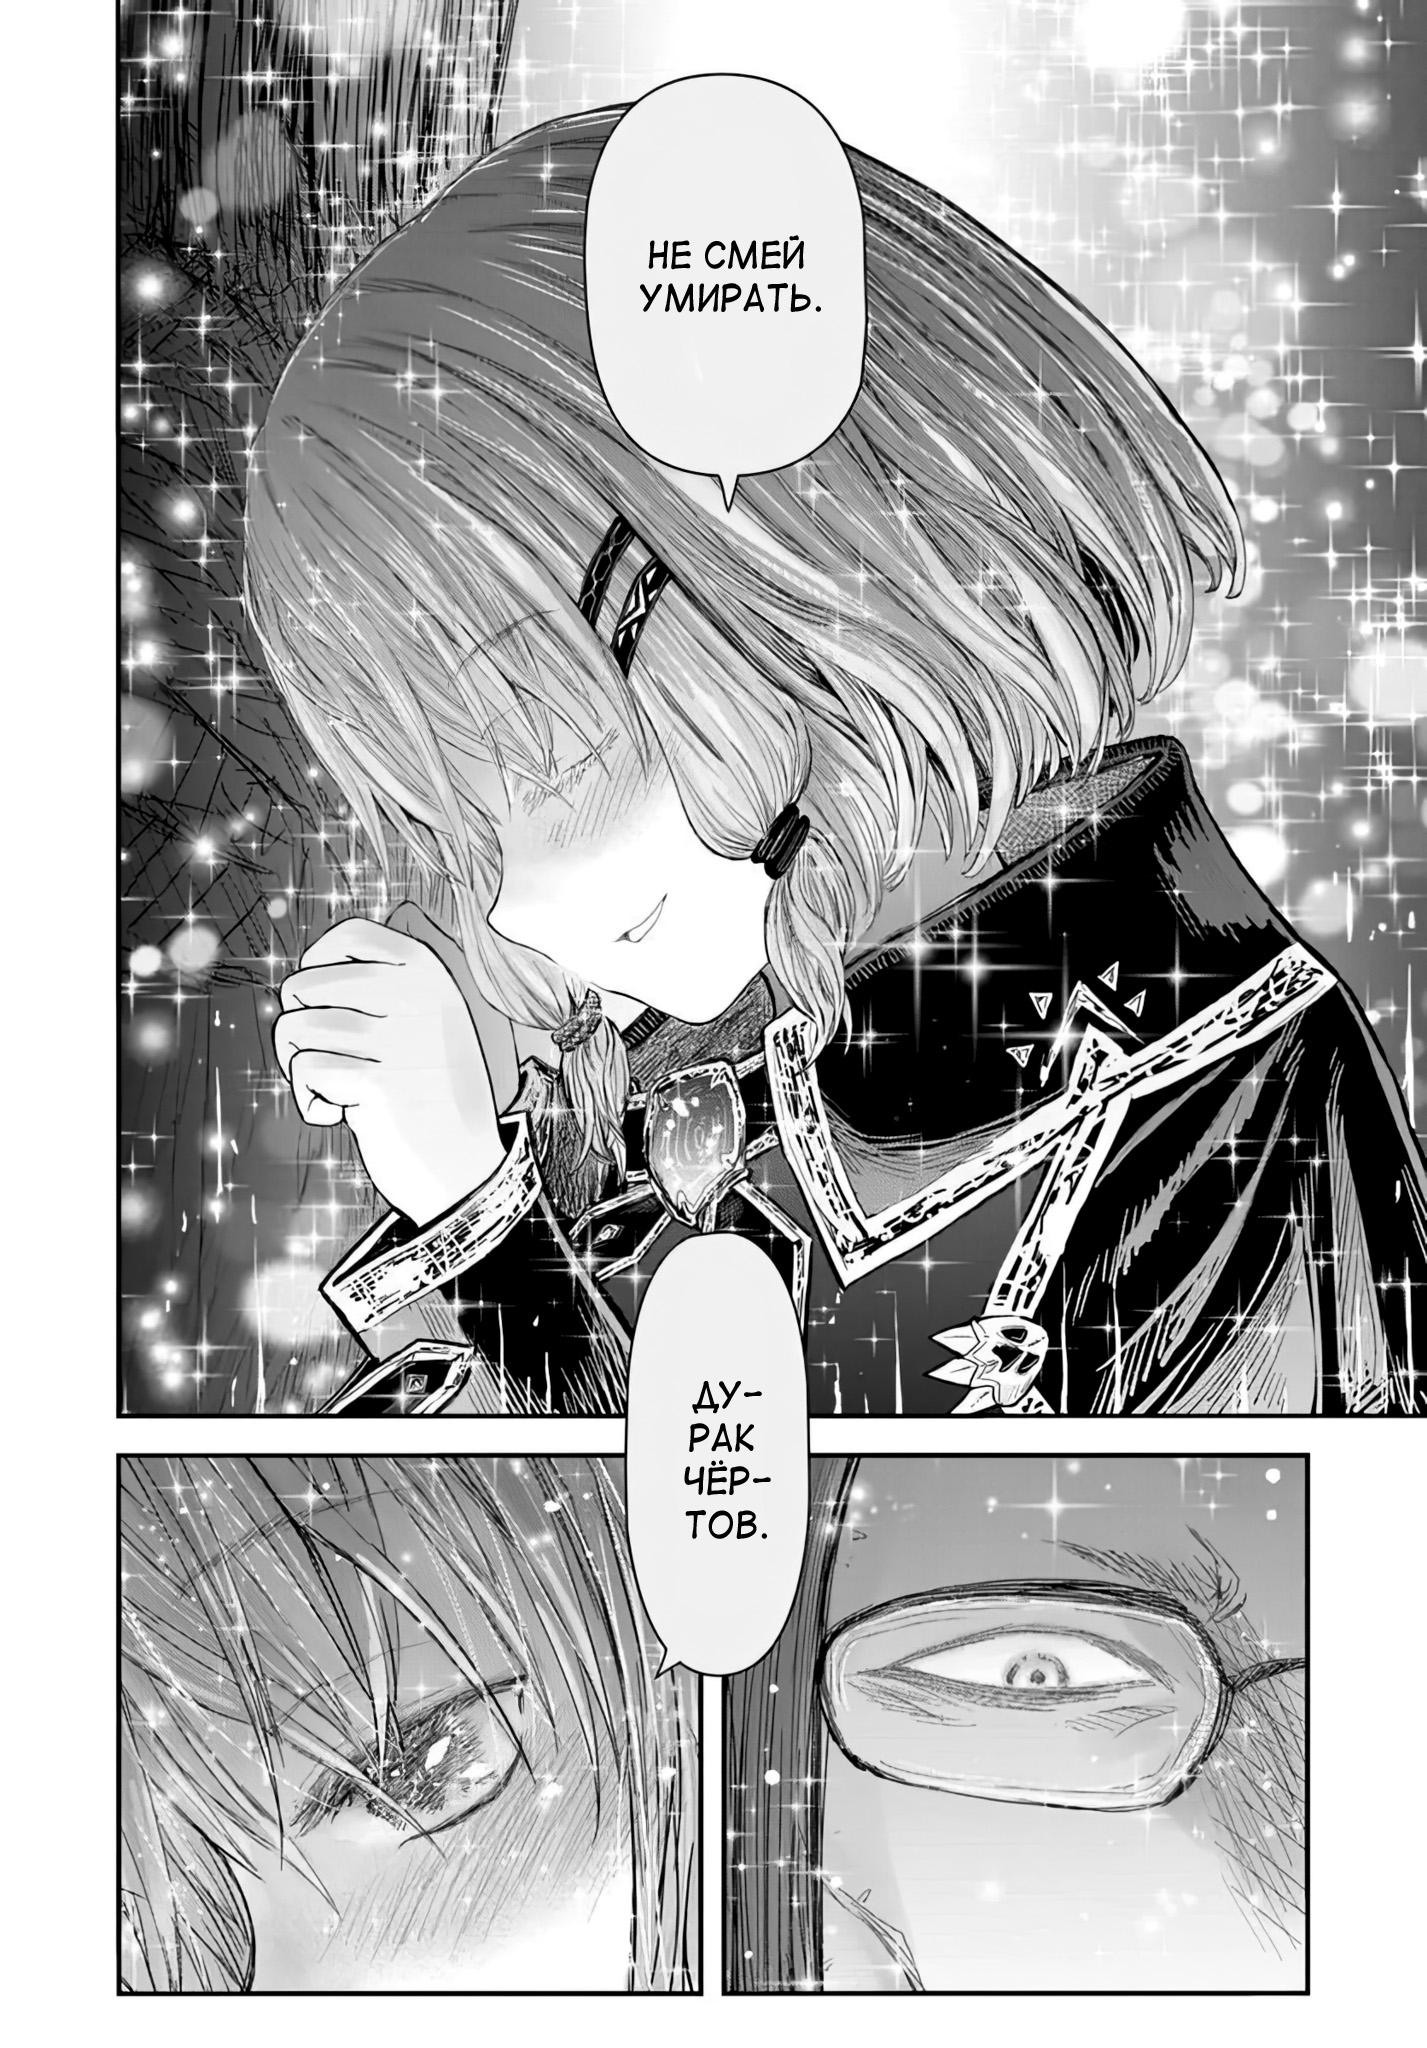 НЕ СМЕЙ
УМИРАТЬ.
ДУ-
РАК
ЧЁР-
ТОВ.